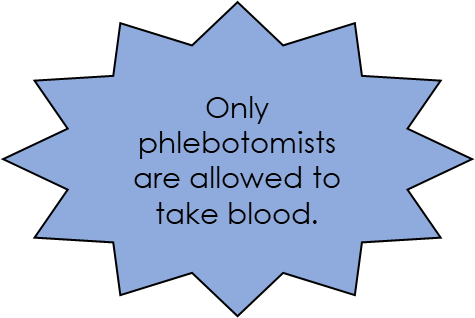 Only
phlebotomists
are allowed to
take blood.